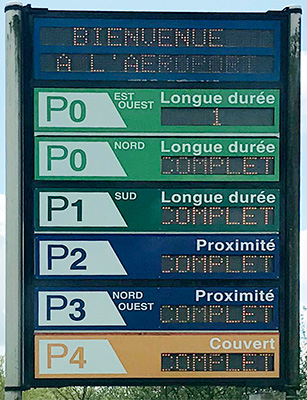 BIENVENUE
A L'AEROPORT
P0 EST OUEST Longue durée
1
P0 NORD Longue durée
COMPLET
P1 SUD Longue durée
COMPLET
P2 Proximité
COMPLET
P3 NORD OUEST Proximité
COMPLET
P4 Couvert
COMPLET